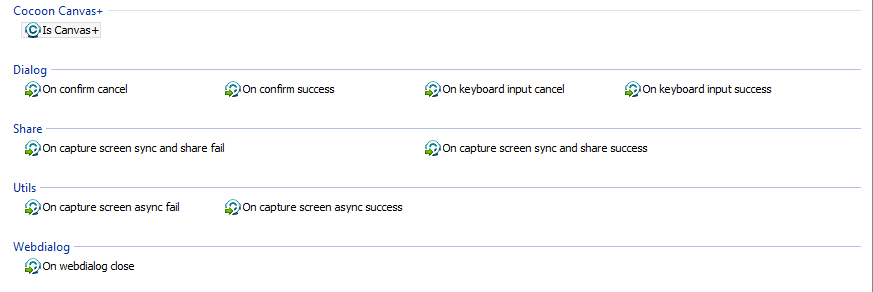 Cocoon Canvas+
Is Canvas+
Dialog
On confirm cancel On confirm success On keyboard input cancel On keyboard input success
Share
On capture screen sync and share fail On capture screen sync and share success
Utils
On capture screen async fail On capture screen async success
Webdialog
On webdialog close